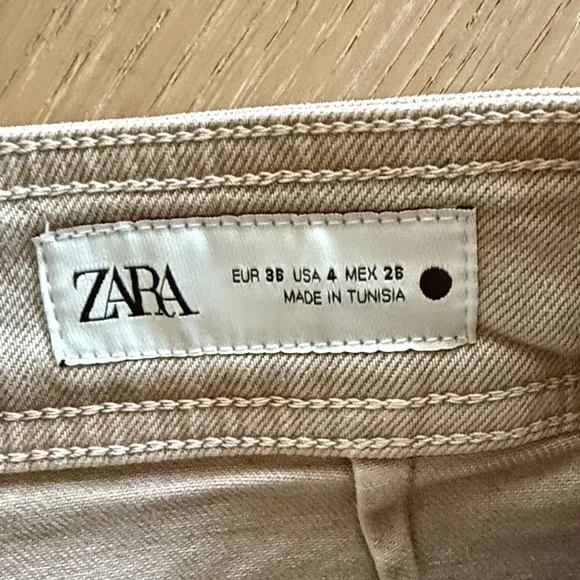 ZARA
EUR 36 USA 4 MEX 26
MADE IN TUNISIA